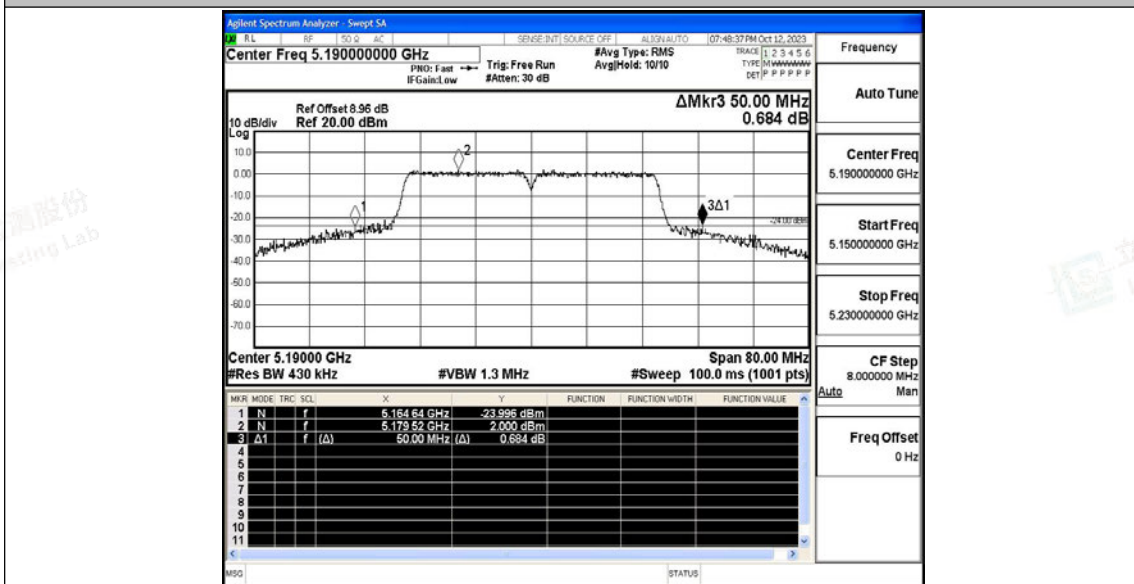 Agilent Spectrum Analyzer - Swept SA
RL RF 50 Ω AC SENSE:INT SOURCE OFF ALIGN AUTO 07:48:37 PM Oct 12, 2023
Center Freq 5.190000000 GHz
PNO: Fast
IFGain:Low
Trig: Free Run
#Atten: 30 dB
#Avg Type: RMS
Avg|Hold: 10/10
TRACE 1 2 3 4 5 6
TYPE M W W W W W
DET P P P P P P
Ref Offset 8.96 dB
Ref 20.00 dBm
ΔMkr3 50.00 MHz
0.684 dB
10 dB/div
Log
10.0
0.00
-10.0
-20.0
-30.0
-40.0
-50.0
-60.0
-70.0
1
2
3Δ1
-24.00 dBm
Center 5.19000 GHz
Span 80.00 MHz
#Res BW 430 kHz
#VBW 1.3 MHz
#Sweep 100.0 ms (1001 pts)
MKR MODE TRC SCL X Y FUNCTION FUNCTION WIDTH FUNCTION VALUE
1 N f 5.164 64 GHz -23.996 dBm
2 N f 5.179 52 GHz 2.000 dBm
3 Δ1 f (Δ) 50.00 MHz (Δ) 0.684 dB
4
5
6
7
8
9
10
11
MSG
STATUS
Frequency
Auto Tune
Center Freq
5.190000000 GHz
Start Freq
5.150000000 GHz
Stop Freq
5.230000000 GHz
CF Step
8.000000 MHz
Auto Man
Freq Offset
0 Hz
测股份
sting Lab
立